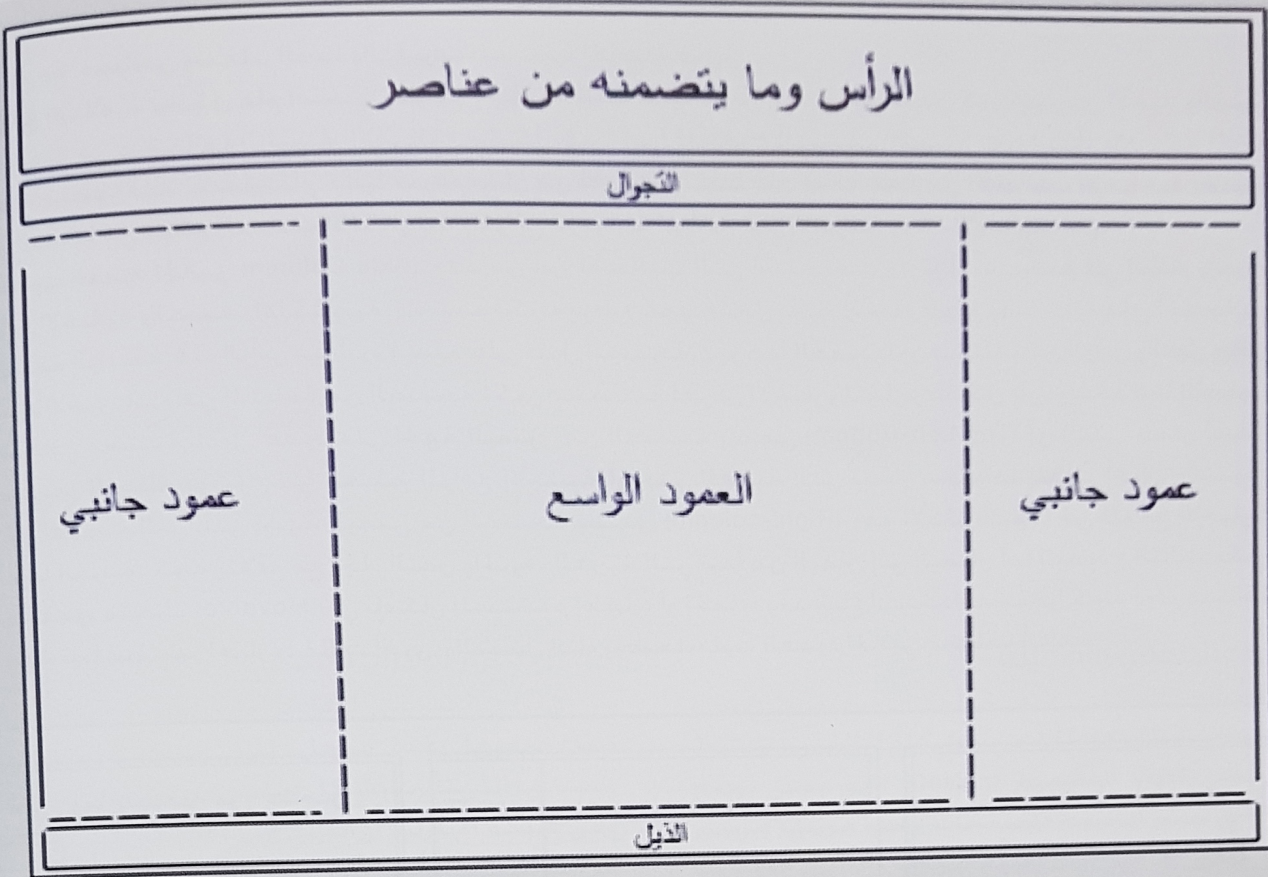 الرأس وما يتضمنه من عناصر
التجوال
عمود جانبي
العمود الواسع
عمود جانبي
الذيل